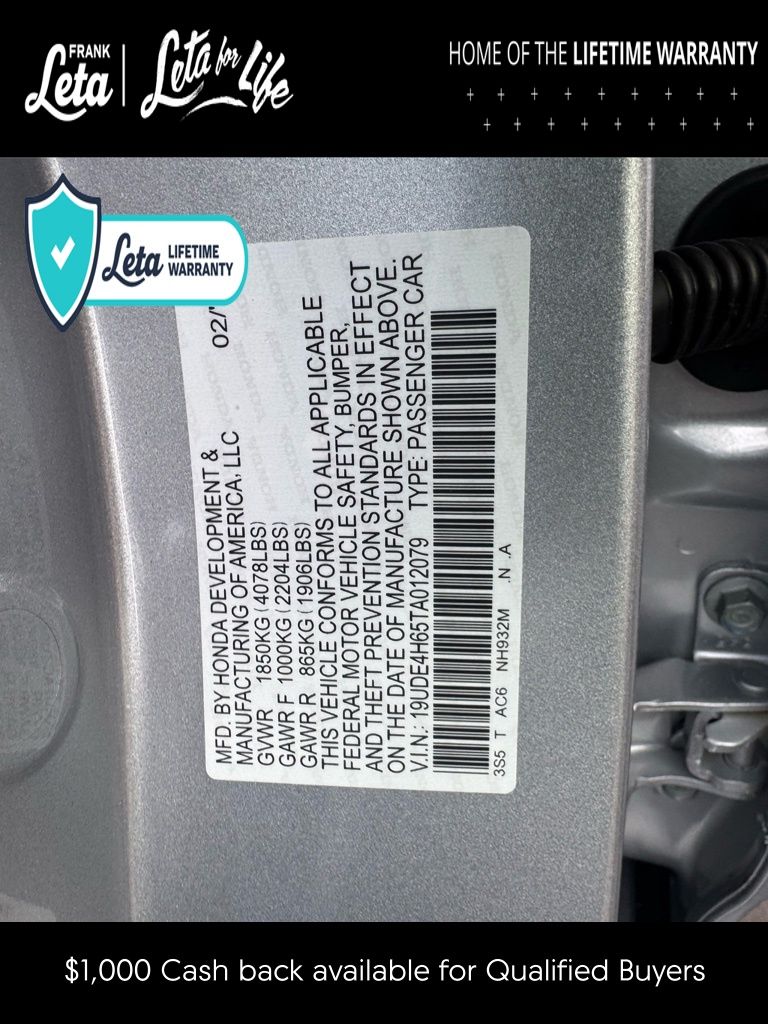 FRANK
Leta
Leta for Life
HOME OF THE LIFETIME WARRANTY
Leta LIFETIME
WARRANTY
MFD. BY HONDA DEVELOPMENT & 02/
MANUFACTURING OF AMERICA, LLC
GVWR 1850KG (4078LBS)
GAWR F 1000KG (2204LBS)
GAWR R 865KG (1906LBS)
THIS VEHICLE CONFORMS TO ALL APPLICABLE
FEDERAL MOTOR VEHICLE SAFETY, BUMPER,
AND THEFT PREVENTION STANDARDS IN EFFECT
ON THE DATE OF MANUFACTURE SHOWN ABOVE.
V.I.N.: 19UDE4H65TA012079 TYPE: PASSENGER CAR
3S5 T AC6 NH932M .N .A
$1,000 Cash back available for Qualified Buyers